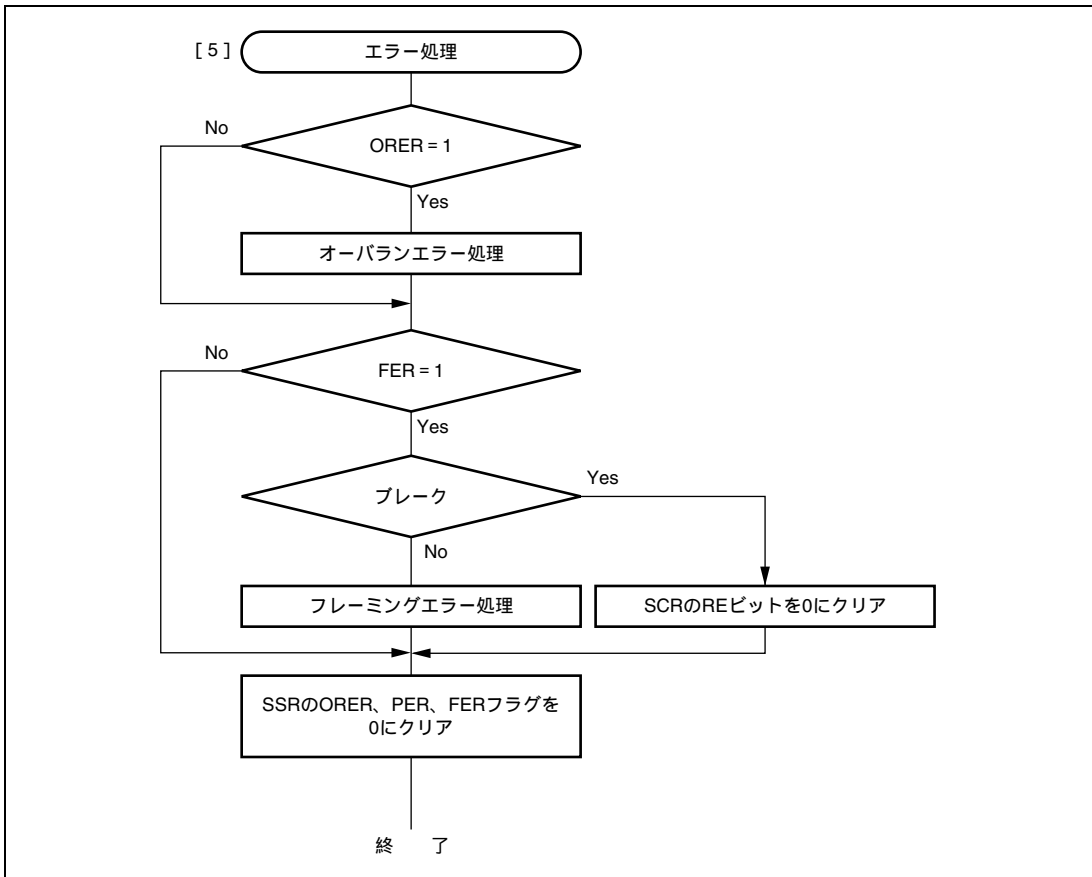 [ 5 ] エラー処理
No
ORER = 1
Yes
オーバランエラー処理
No
FER = 1
Yes
ブレーク
Yes
No
フレーミングエラー処理
SCRのREビットを0にクリア
SSRのORER、PER、FERフラグを
0にクリア
終 了